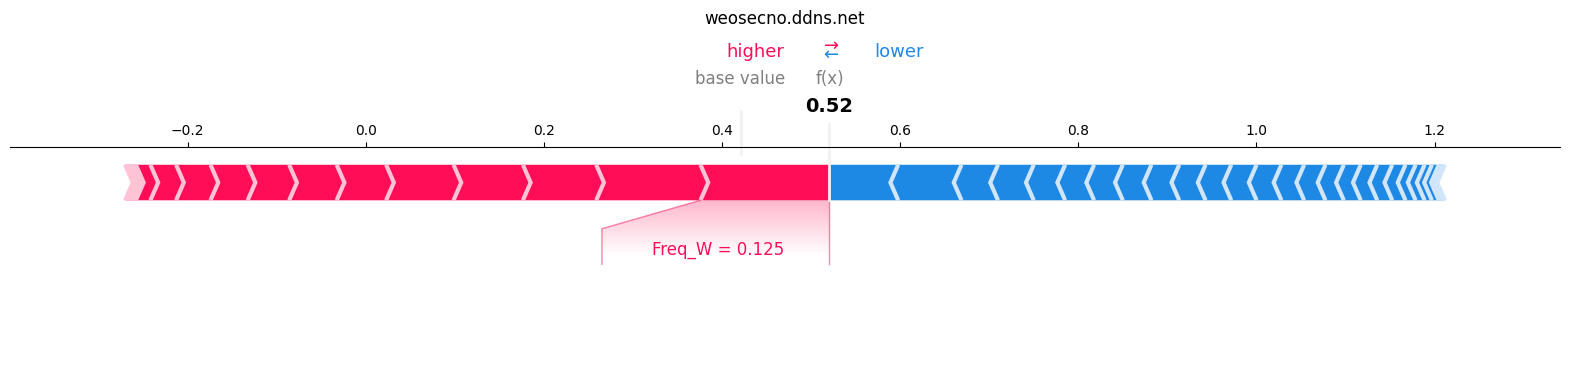 weosecno.ddns.net
higher ⇄ lower
base value f(x)
0.52
−0.2 0.0 0.2 0.4 0.6 0.8 1.0 1.2
Freq_W = 0.125